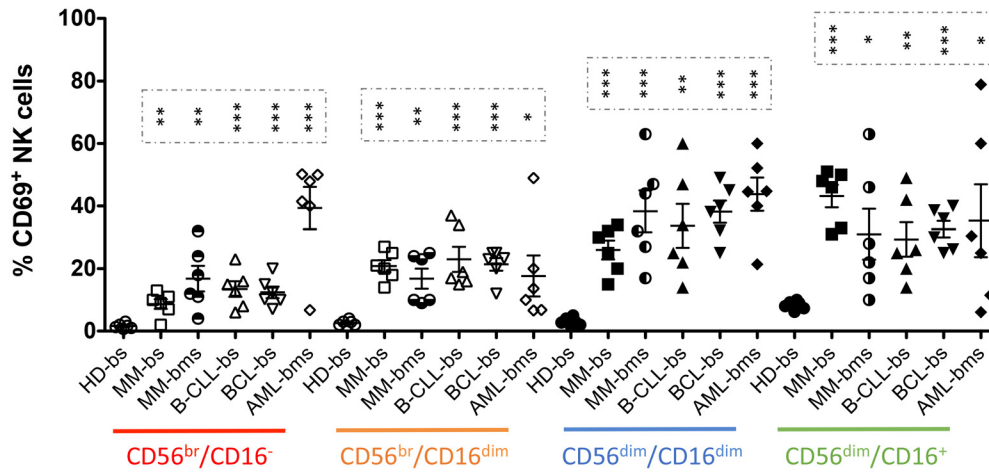 % CD69⁺ NK cells
100
80
60
40
20
0
*** * ** *** *
*** *** ** *** ***
** ** *** *** ***
*** ** *** *** *
HD-bs MM-bs MM-bms B-CLL-bs BCL-bs AML-bms HD-bs MM-bs MM-bms B-CLL-bs BCL-bs AML-bms HD-bs MM-bs MM-bms B-CLL-bs BCL-bs AML-bms HD-bs MM-bs MM-bms B-CLL-bs BCL-bs AML-bms
CD56ᵇʳ/CD16⁻ CD56ᵇʳ/CD16ᵈⁱᵐ CD56ᵈⁱᵐ/CD16ᵈⁱᵐ CD56ᵈⁱᵐ/CD16⁺